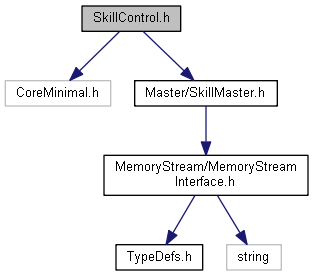 SkillControl.h
CoreMinimal.h
Master/SkillMaster.h
MemoryStream/MemoryStream
Interface.h
TypeDefs.h
string